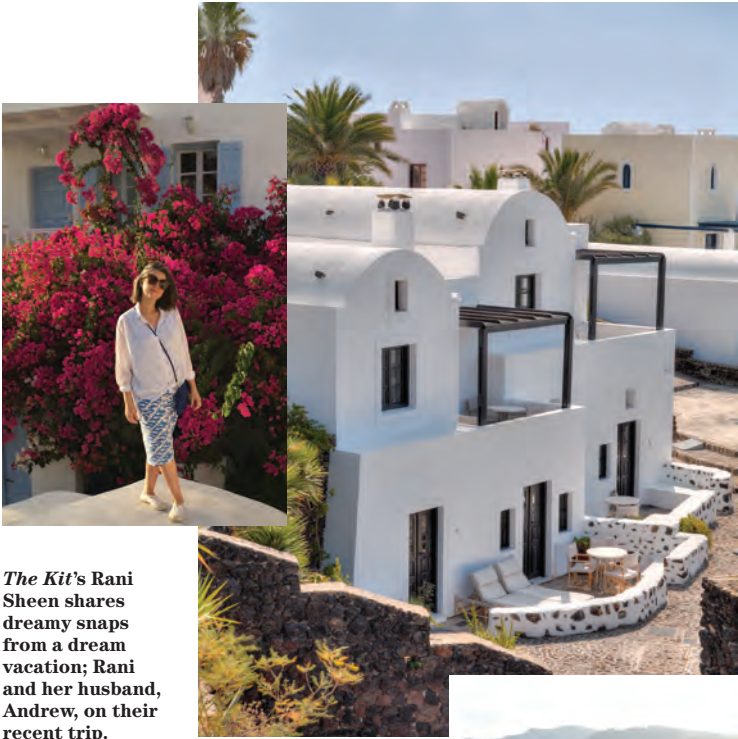 The Kit's Rani
Sheen shares
dreamy snaps
from a dream
vacation; Rani
and her husband,
Andrew, on their
recent trip.